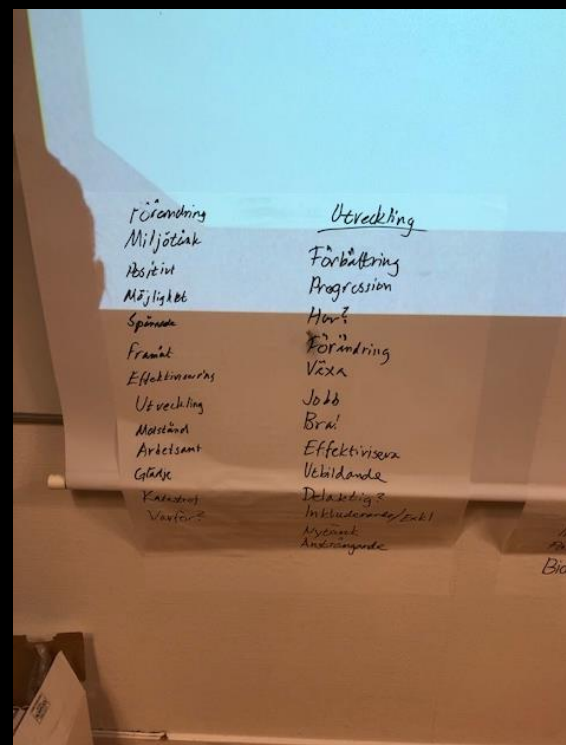 Förändring
Miljötänk
Positivt
Möjlighet
Spännande
Framåt
Effektivisering
Utveckling
Motstånd
Arbetsamt
Glädje
Katastrof
Varför?
Utveckling
Förbättring
Progression
Hur?
Förändring
Växa
Jobb
Bra!
Effektivisera
Utbildande
Delaktig?
Inkluderande/Exkl
Nytänk
Ansträngande